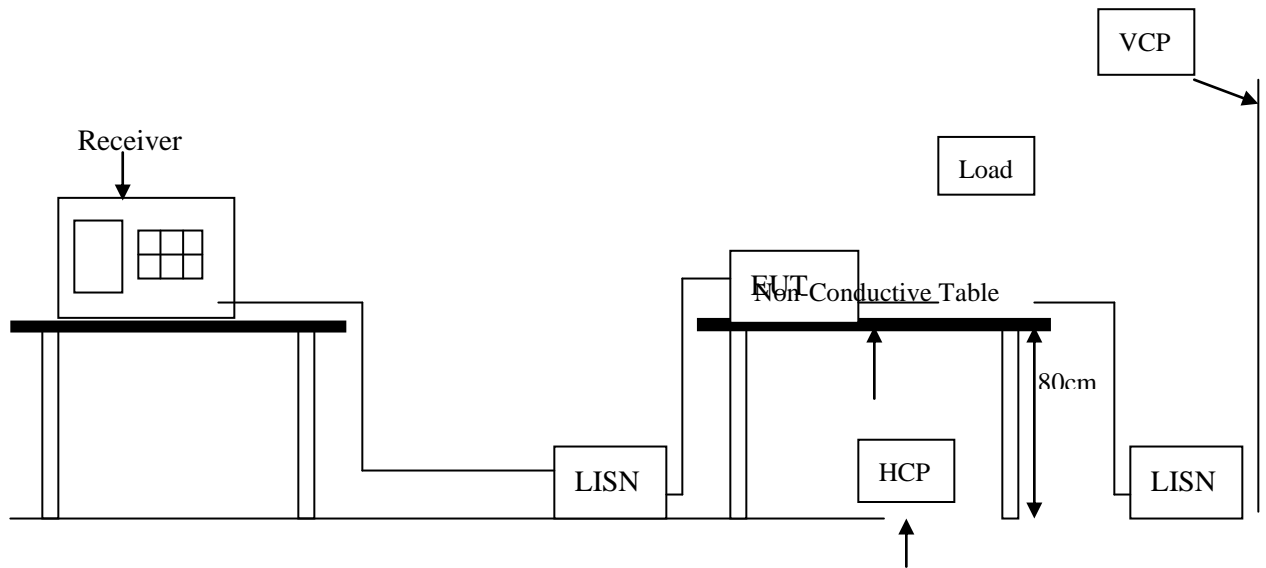 VCP
Receiver
Load
EUT
Non-Conductive Table
80cm
HCP
LISN
LISN